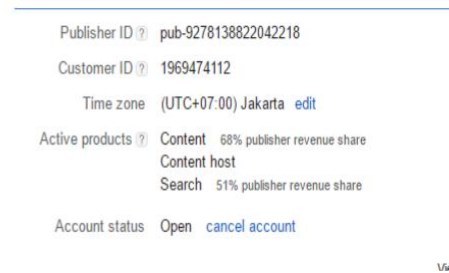 Publisher ID ? pub-9278138822042218
Customer ID ? 1969474112
Time zone (UTC+07:00) Jakarta edit
Active products ? Content 68% publisher revenue share
Content host
Search 51% publisher revenue share
Account status Open cancel account